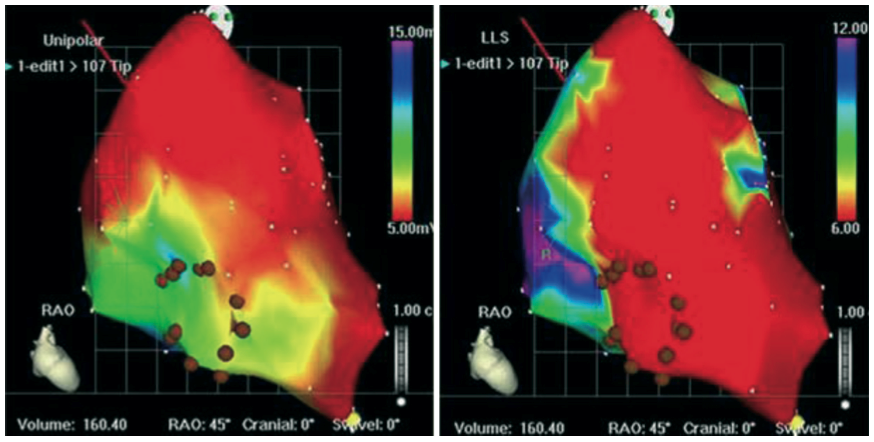 Unipolar
1-edit1 > 107 Tip
15.00m
5.00mV
RAO
1.00 c
Volume: 160.40 RAO: 45° Cranial: 0° Swivel: 0°
LLS
1-edit1 > 107 Tip
12.00
6.00
R
RAO
1.00
Volume: 160.40 RAO: 45° Cranial: 0° Swivel: 0°